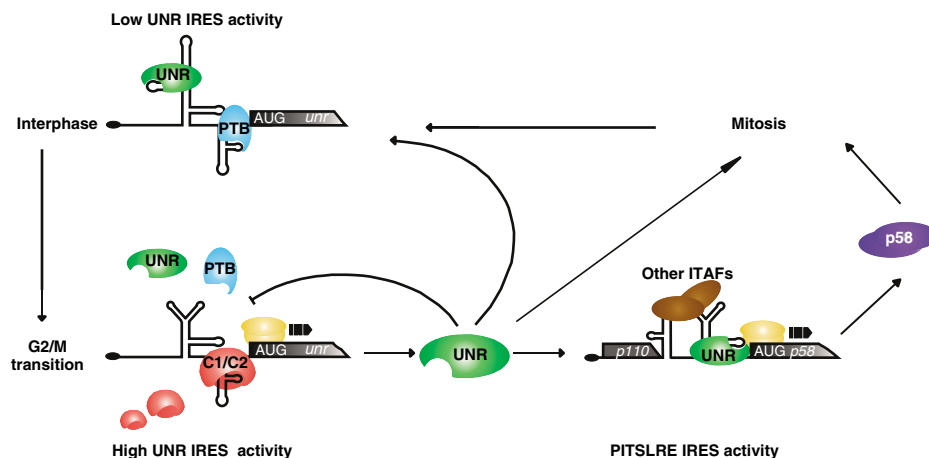 Low UNR IRES activity
UNR
Interphase
PTB
AUG unr
Mitosis
p58
UNR
PTB
Other ITAFs
G2/M
transition
C1/C2
AUG unr
UNR
p110
UNR
AUG p58
High UNR IRES activity
PITSLRE IRES activity